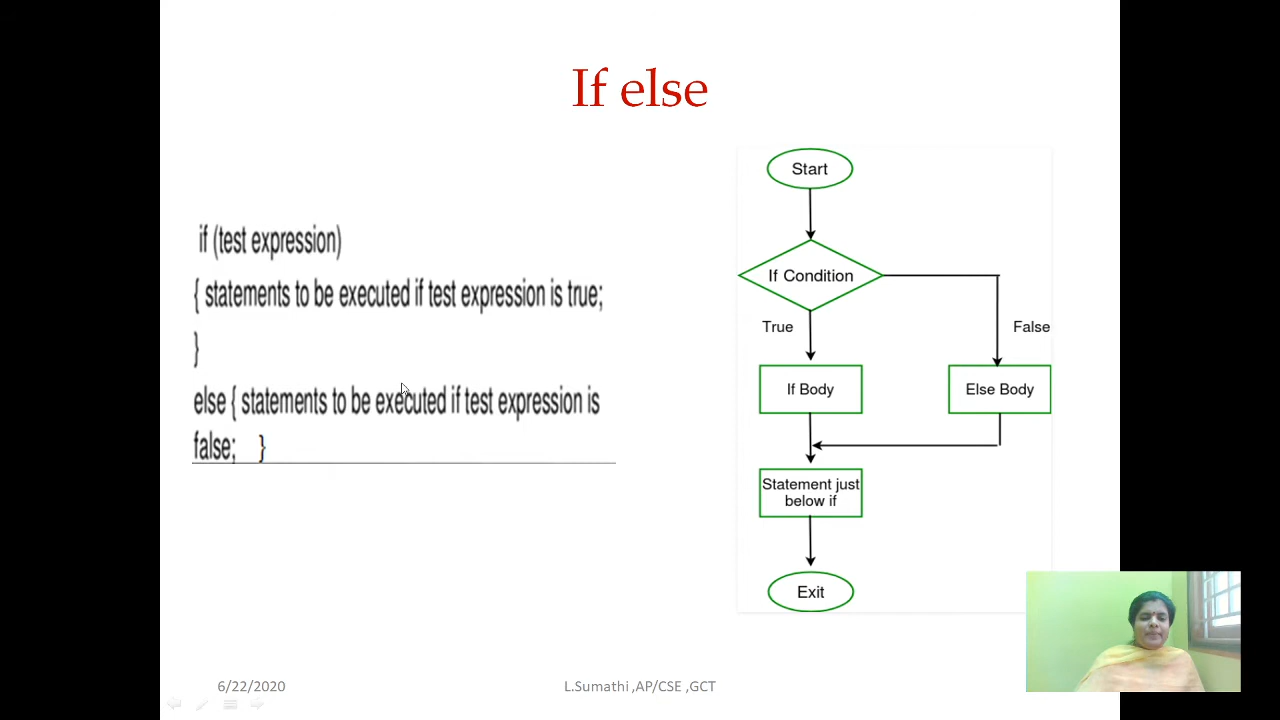 If else
if (test expression)
{ statements to be executed if test expression is true;
}
else { statements to be executed if test expression is
false; }
Start
If Condition
True
False
If Body
Else Body
Statement just
below if
Exit
6/22/2020
L.Sumathi ,AP/CSE ,GCT